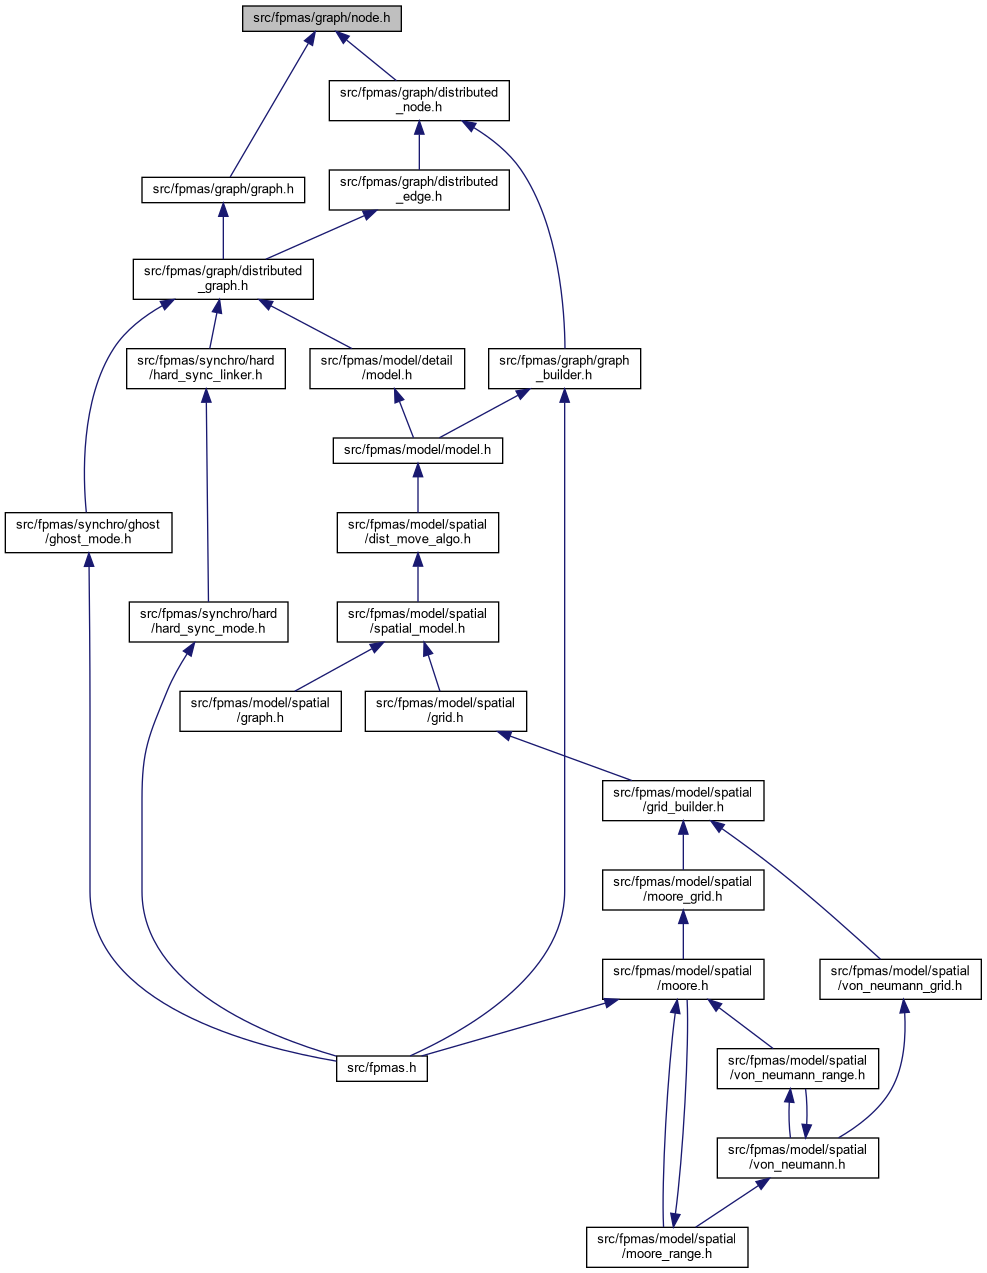 src/fpmas/graph/node.h
src/fpmas/graph/distributed
_node.h
src/fpmas/graph/graph.h
src/fpmas/graph/distributed
_edge.h
src/fpmas/graph/distributed
_graph.h
src/fpmas/synchro/hard
/hard_sync_linker.h
src/fpmas/model/detail
/model.h
src/fpmas/graph/graph
_builder.h
src/fpmas/model/model.h
src/fpmas/synchro/ghost
/ghost_mode.h
src/fpmas/model/spatial
/dist_move_algo.h
src/fpmas/synchro/hard
/hard_sync_mode.h
src/fpmas/model/spatial
/spatial_model.h
src/fpmas/model/spatial
/graph.h
src/fpmas/model/spatial
/grid.h
src/fpmas/model/spatial
/grid_builder.h
src/fpmas/model/spatial
/moore_grid.h
src/fpmas/model/spatial
/moore.h
src/fpmas/model/spatial
/von_neumann_grid.h
src/fpmas.h
src/fpmas/model/spatial
/von_neumann_range.h
src/fpmas/model/spatial
/von_neumann.h
src/fpmas/model/spatial
/moore_range.h